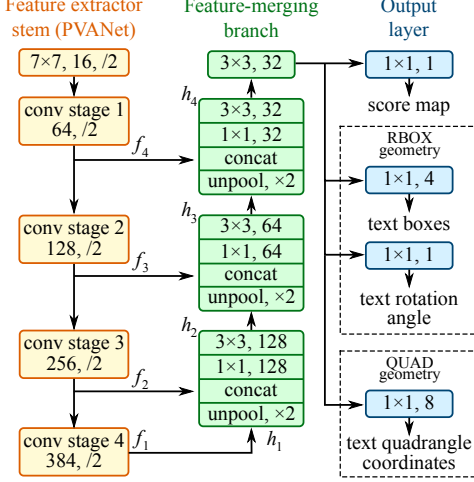 Feature extractor
stem (PVANet)
7×7, 16, /2
conv stage 1
64, /2
f4
conv stage 2
128, /2
f3
conv stage 3
256, /2
f2
conv stage 4
384, /2
f1
Feature-merging
branch
3×3, 32
h4
3×3, 32
1×1, 32
concat
unpool, ×2
h3
3×3, 64
1×1, 64
concat
unpool, ×2
h2
3×3, 128
1×1, 128
concat
unpool, ×2
h1
Output
layer
1×1, 1
score map
RBOX
geometry
1×1, 4
text boxes
1×1, 1
text rotation
angle
QUAD
geometry
1×1, 8
text quadrangle
coordinates